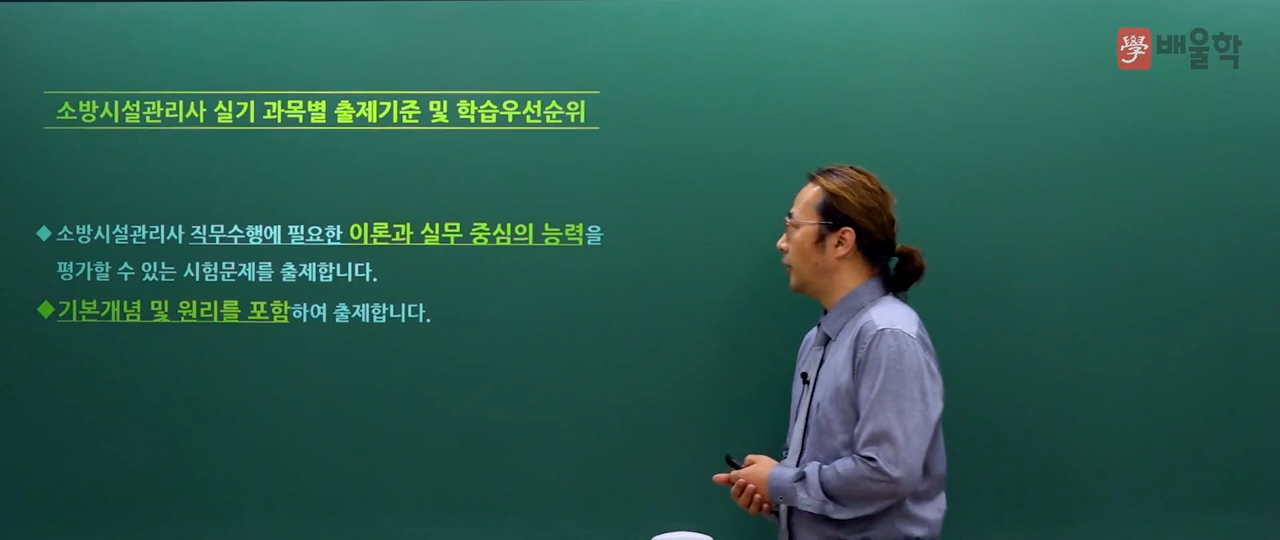 學 배울학
소방시설관리사 실기 과목별 출제기준 및 학습우선순위
◆ 소방시설관리사 직무수행에 필요한 이론과 실무 중심의 능력을
평가할 수 있는 시험문제를 출제합니다.
◆ 기본개념 및 원리를 포함하여 출제합니다.